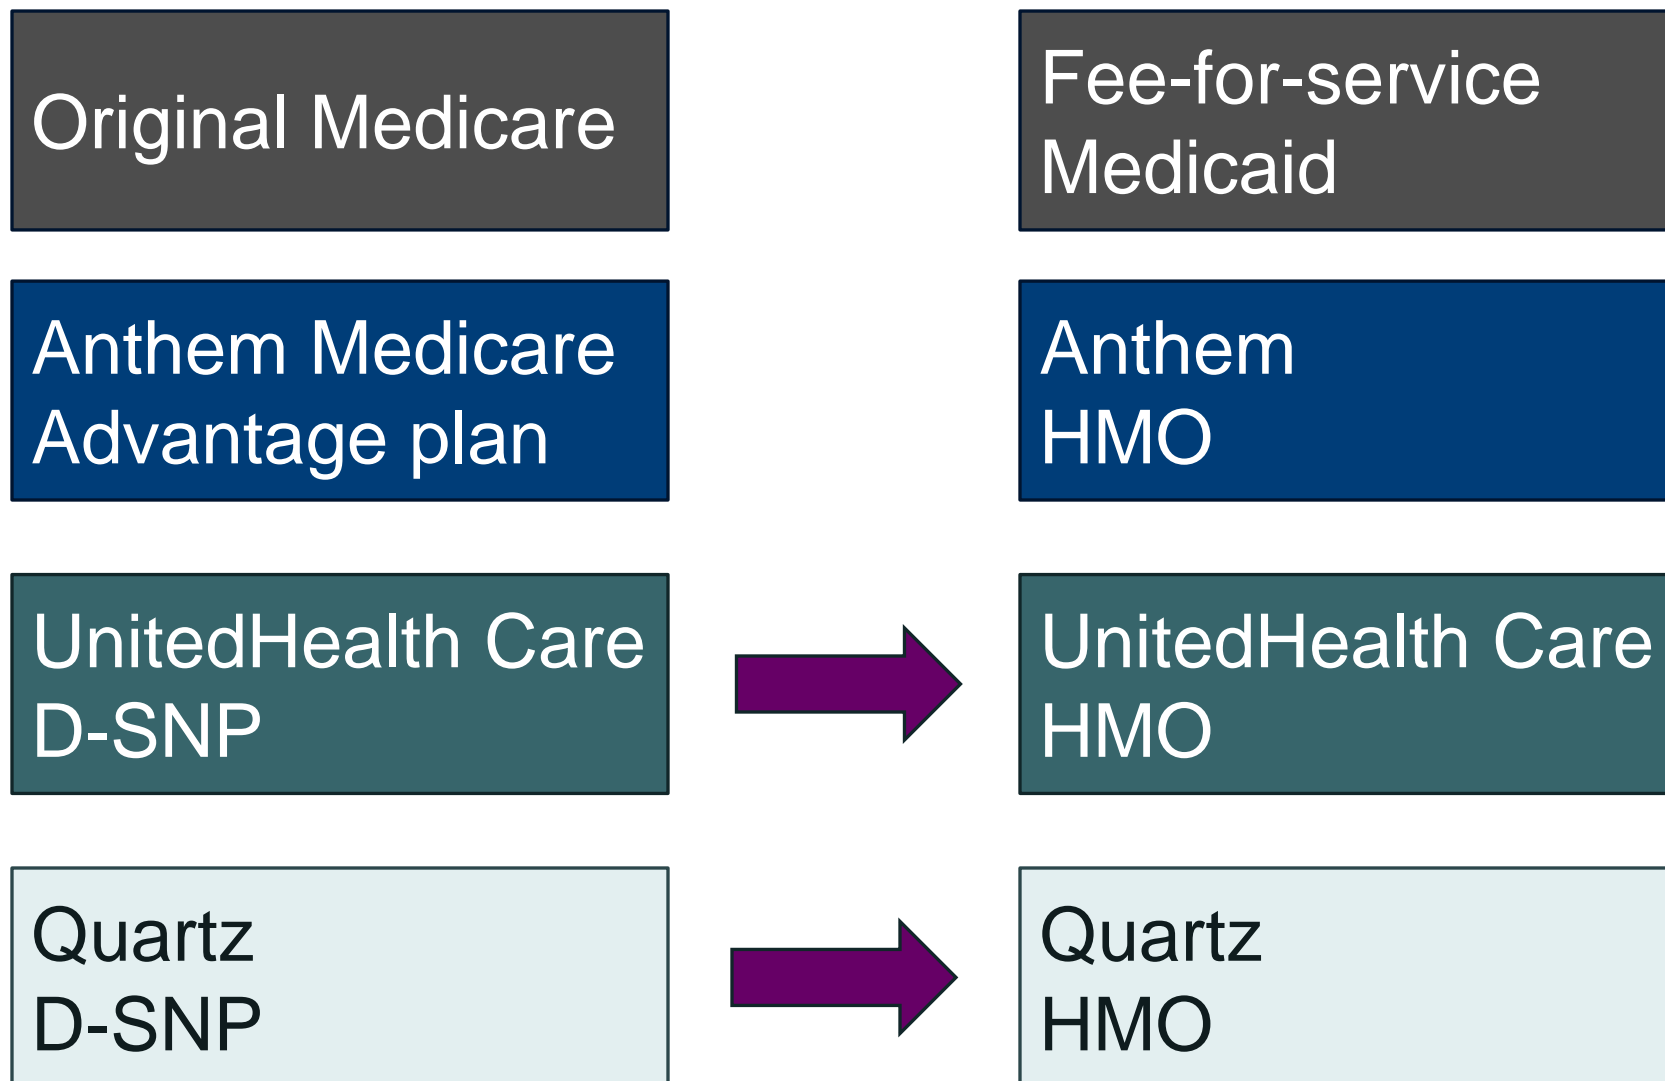 Original Medicare
Fee-for-service
Medicaid
Anthem Medicare
Advantage plan
Anthem
HMO
UnitedHealth Care
D-SNP
UnitedHealth Care
HMO
Quartz
D-SNP
Quartz
HMO